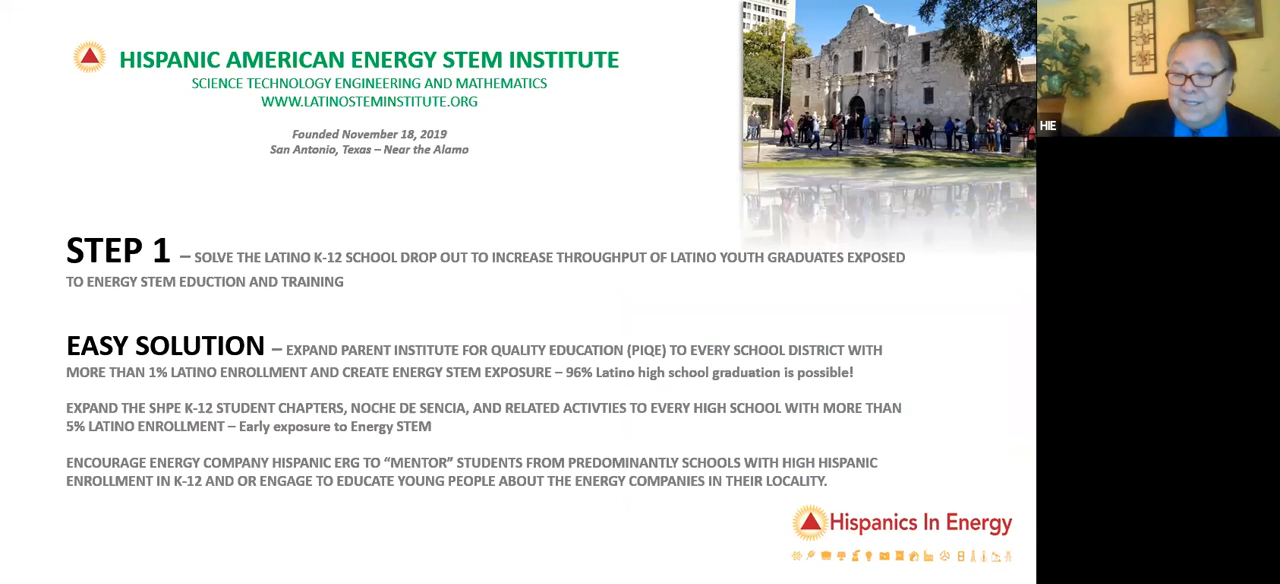 HISPANIC AMERICAN ENERGY STEM INSTITUTE
SCIENCE TECHNOLOGY ENGINEERING AND MATHEMATICS
WWW.LATINOSTEMINSTITUTE.ORG
Founded November 18, 2019
San Antonio, Texas – Near the Alamo
HIE
STEP 1 – SOLVE THE LATINO K-12 SCHOOL DROP OUT TO INCREASE THROUGHPUT OF LATINO YOUTH GRADUATES EXPOSED
TO ENERGY STEM EDUCTION AND TRAINING
EASY SOLUTION – EXPAND PARENT INSTITUTE FOR QUALITY EDUCATION (PIQE) TO EVERY SCHOOL DISTRICT WITH
MORE THAN 1% LATINO ENROLLMENT AND CREATE ENERGY STEM EXPOSURE – 96% Latino high school graduation is possible!
EXPAND THE SHPE K-12 STUDENT CHAPTERS, NOCHE DE SENCIA, AND RELATED ACTIVTIES TO EVERY HIGH SCHOOL WITH MORE THAN
5% LATINO ENROLLMENT – Early exposure to Energy STEM
ENCOURAGE ENERGY COMPANY HISPANIC ERG TO “MENTOR” STUDENTS FROM PREDOMINANTLY SCHOOLS WITH HIGH HISPANIC
ENROLLMENT IN K-12 AND OR ENGAGE TO EDUCATE YOUNG PEOPLE ABOUT THE ENERGY COMPANIES IN THEIR LOCALITY.
Hispanics In Energy